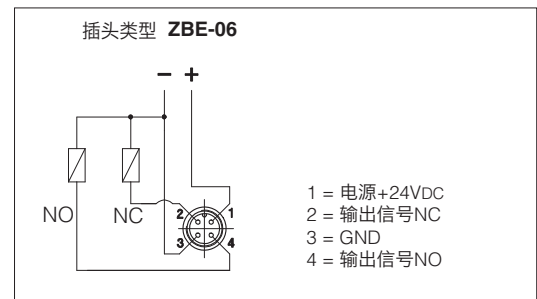 插头类型 ZBE-06
− +
NO NC
2 1
3 4
1 = 电源+24VDC
2 = 输出信号NC
3 = GND
4 = 输出信号NO